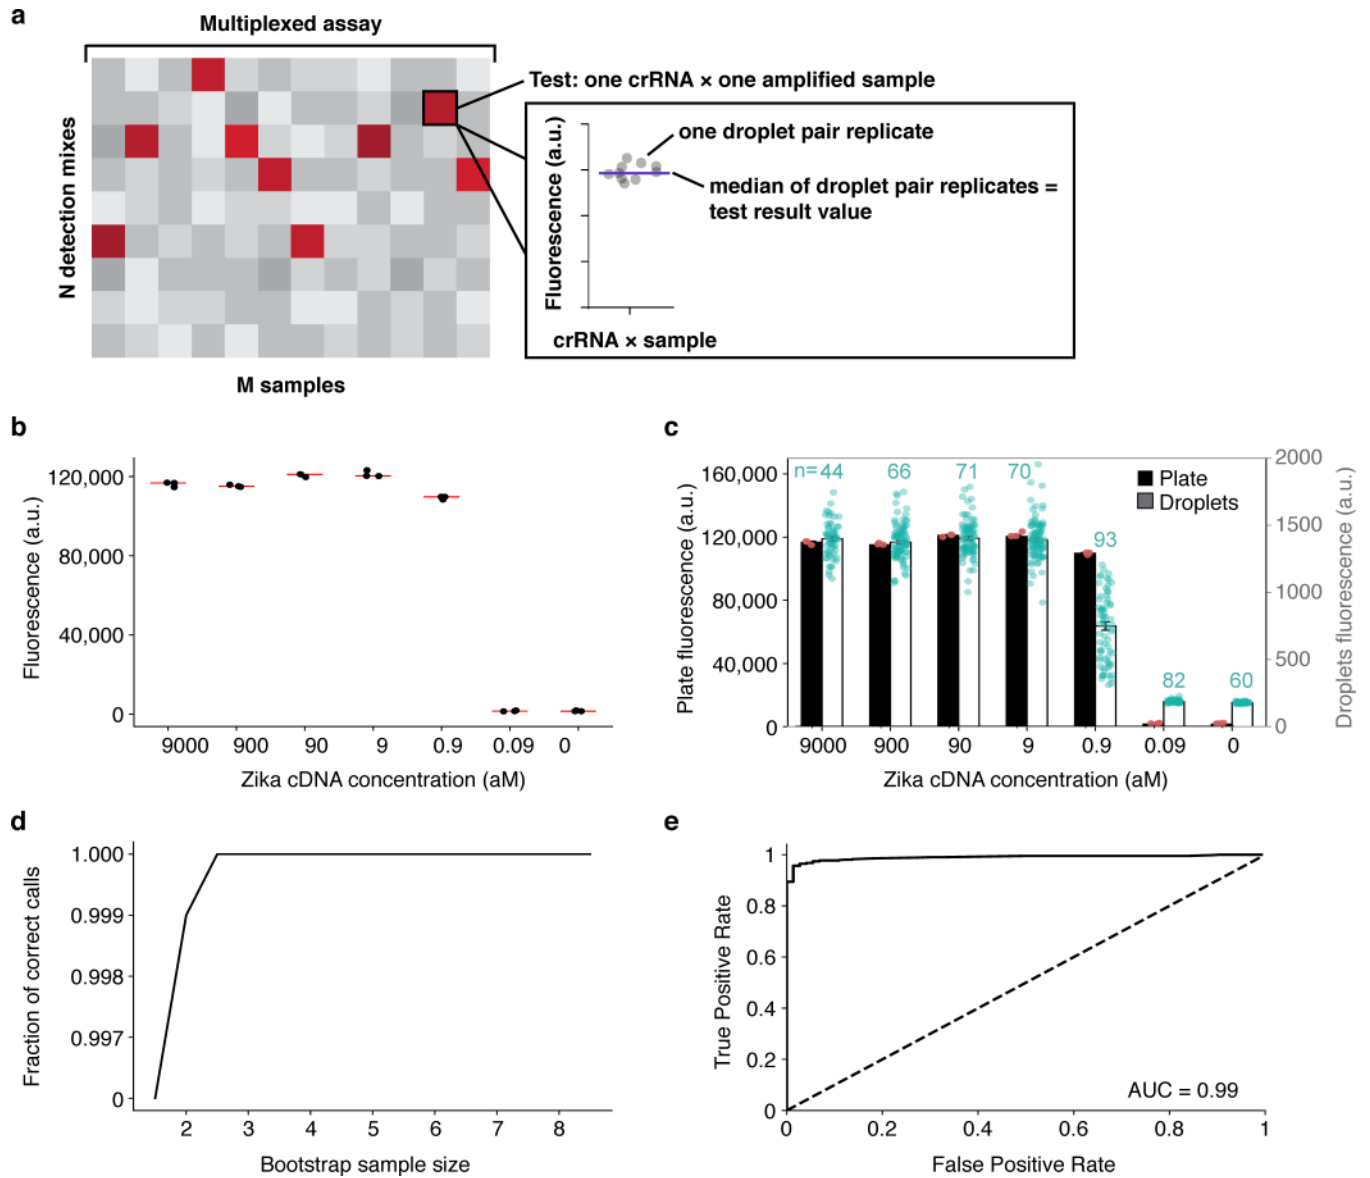 a
Multiplexed assay
N detection mixes
M samples
Test: one crRNA × one amplified sample
Fluorescence (a.u.)
one droplet pair replicate
median of droplet pair replicates =
test result value
crRNA × sample
b
Fluorescence (a.u.)
120,000
80,000
40,000
0
9000 900 90 9 0.9 0.09 0
Zika cDNA concentration (aM)
c
Plate fluorescence (a.u.)
160,000
120,000
80,000
40,000
0
n= 44 66 71 70 93 82 60
Plate
Droplets
2000
1500
1000
500
0
Droplets fluorescence (a.u.)
9000 900 90 9 0.9 0.09 0
Zika cDNA concentration (aM)
d
Fraction of correct calls
1.000
0.999
0.998
0.997
0
2 3 4 5 6 7 8
Bootstrap sample size
e
True Positive Rate
1
0.8
0.6
0.4
0.2
0
AUC = 0.99
0 0.2 0.4 0.6 0.8 1
False Positive Rate